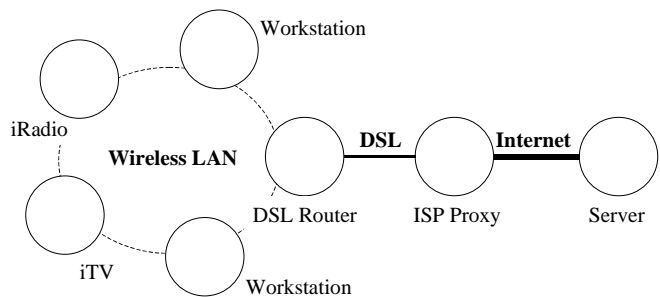 Workstation
iRadio
Wireless LAN
DSL
Internet
DSL Router
ISP Proxy
Server
iTV
Workstation